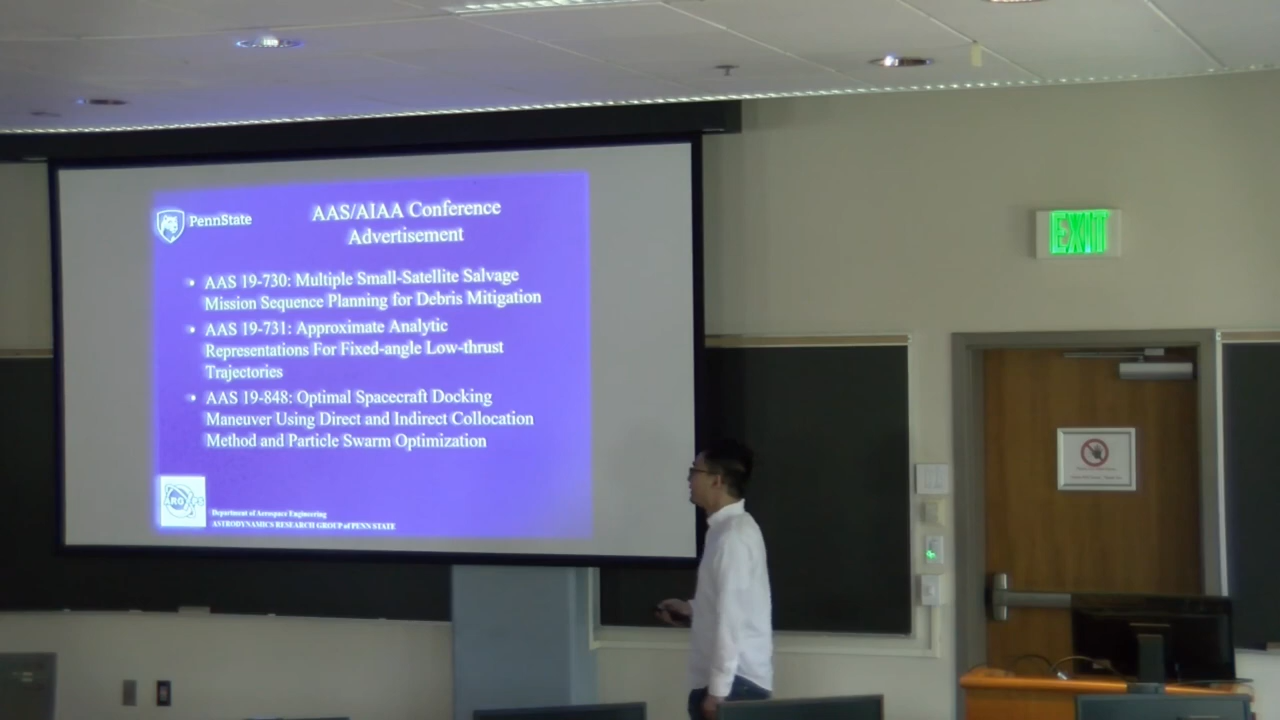 PennState
AAS/AIAA Conference
Advertisement
• AAS 19-730: Multiple Small-Satellite Salvage
Mission Sequence Planning for Debris Mitigation
• AAS 19-731: Approximate Analytic
Representations For Fixed-angle Low-thrust
Trajectories
• AAS 19-848: Optimal Spacecraft Docking
Maneuver Using Direct and Indirect Collocation
Method and Particle Swarm Optimization
Department of Aerospace Engineering
ASTRODYNAMICS RESEARCH GROUP of PENN STATE
EXIT